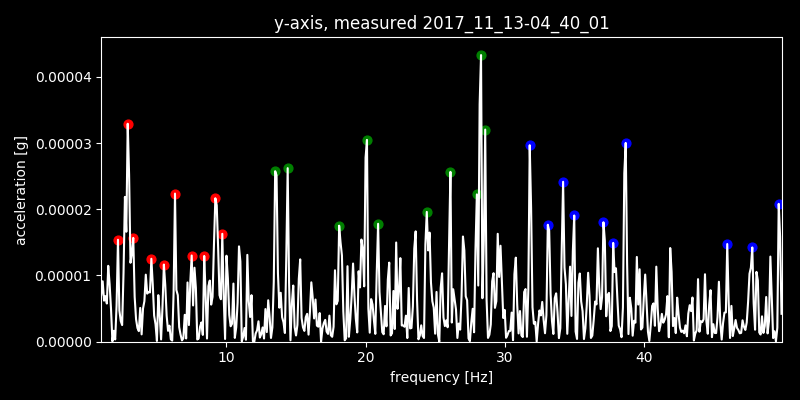 y-axis, measured 2017_11_13-04_40_01
acceleration [g]
0.00004
0.00003
0.00002
0.00001
0.00000
10 20 30 40
frequency [Hz]